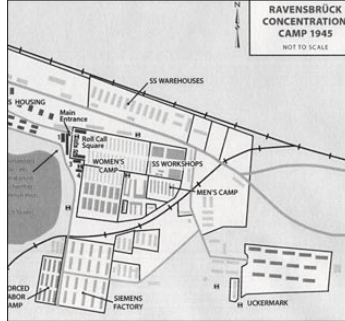 N
RAVENSBRÜCK
CONCENTRATION
CAMP 1945
NOT TO SCALE
SS WAREHOUSES
S HOUSING
Main
Entrance
Roll Call
Square
WOMEN'S
CAMP
SS WORKSHOPS
MEN'S CAMP
ORCED
ABOR
AMP
SIEMENS
FACTORY
UCKERMARK